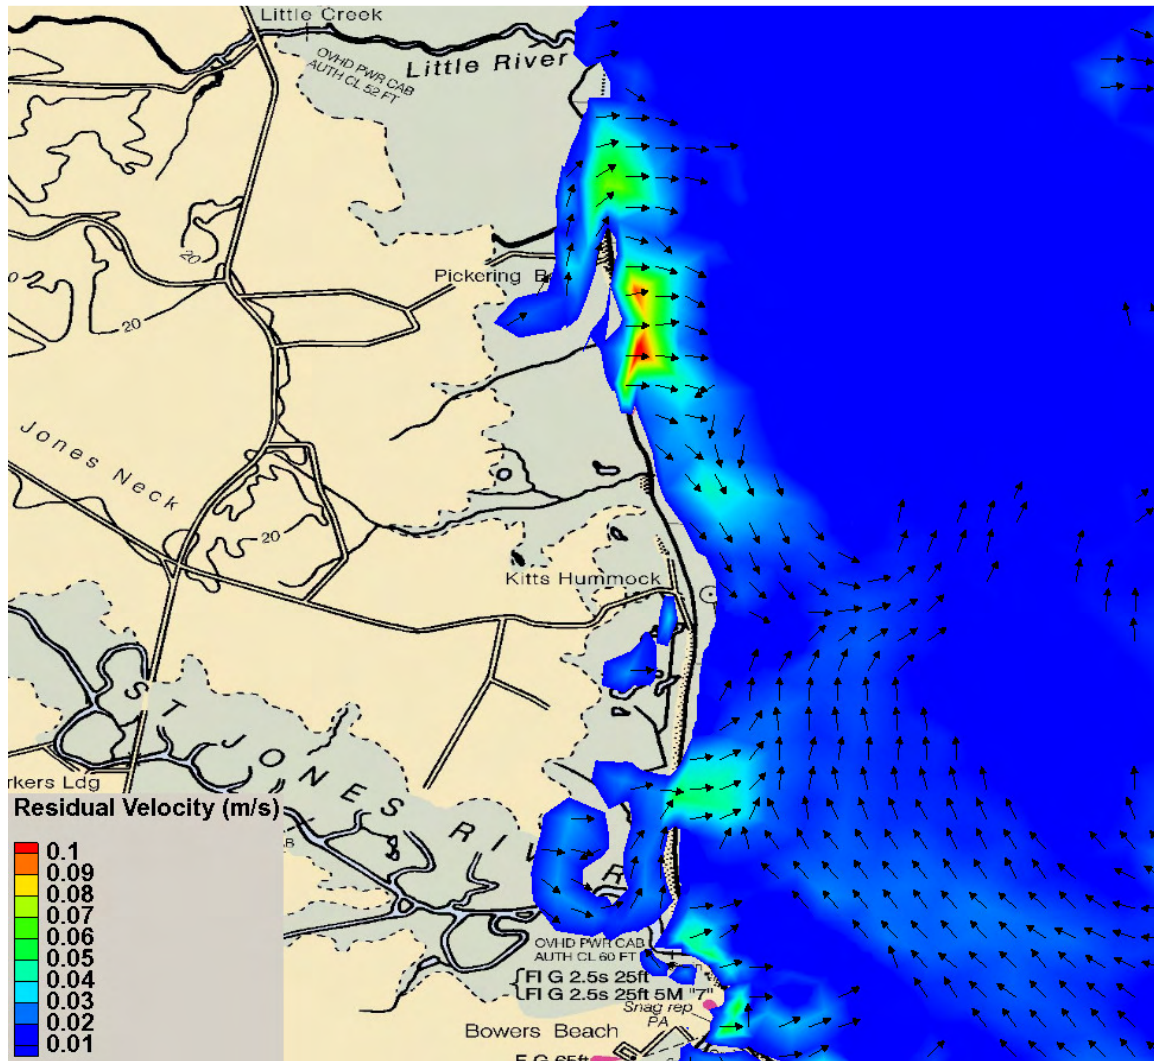 Little Creek
OVHD PWR CAB
AUTH CL 52 FT
Little River
20
Pickering
20
Jones Neck
20
Kitts Hummock
ST JONES RIV
rkers Ldg
Residual Velocity (m/s)
0.1
0.09
0.08
0.07
0.06
0.05
0.04
0.03
0.02
0.01
OVHD PWR CAB
AUTH CL 60 FT
Fl G 2.5s 25ft
Fl G 2.5s 25ft 5M "7"
Snag rep
PA
Bowers Beach
F G 65ft